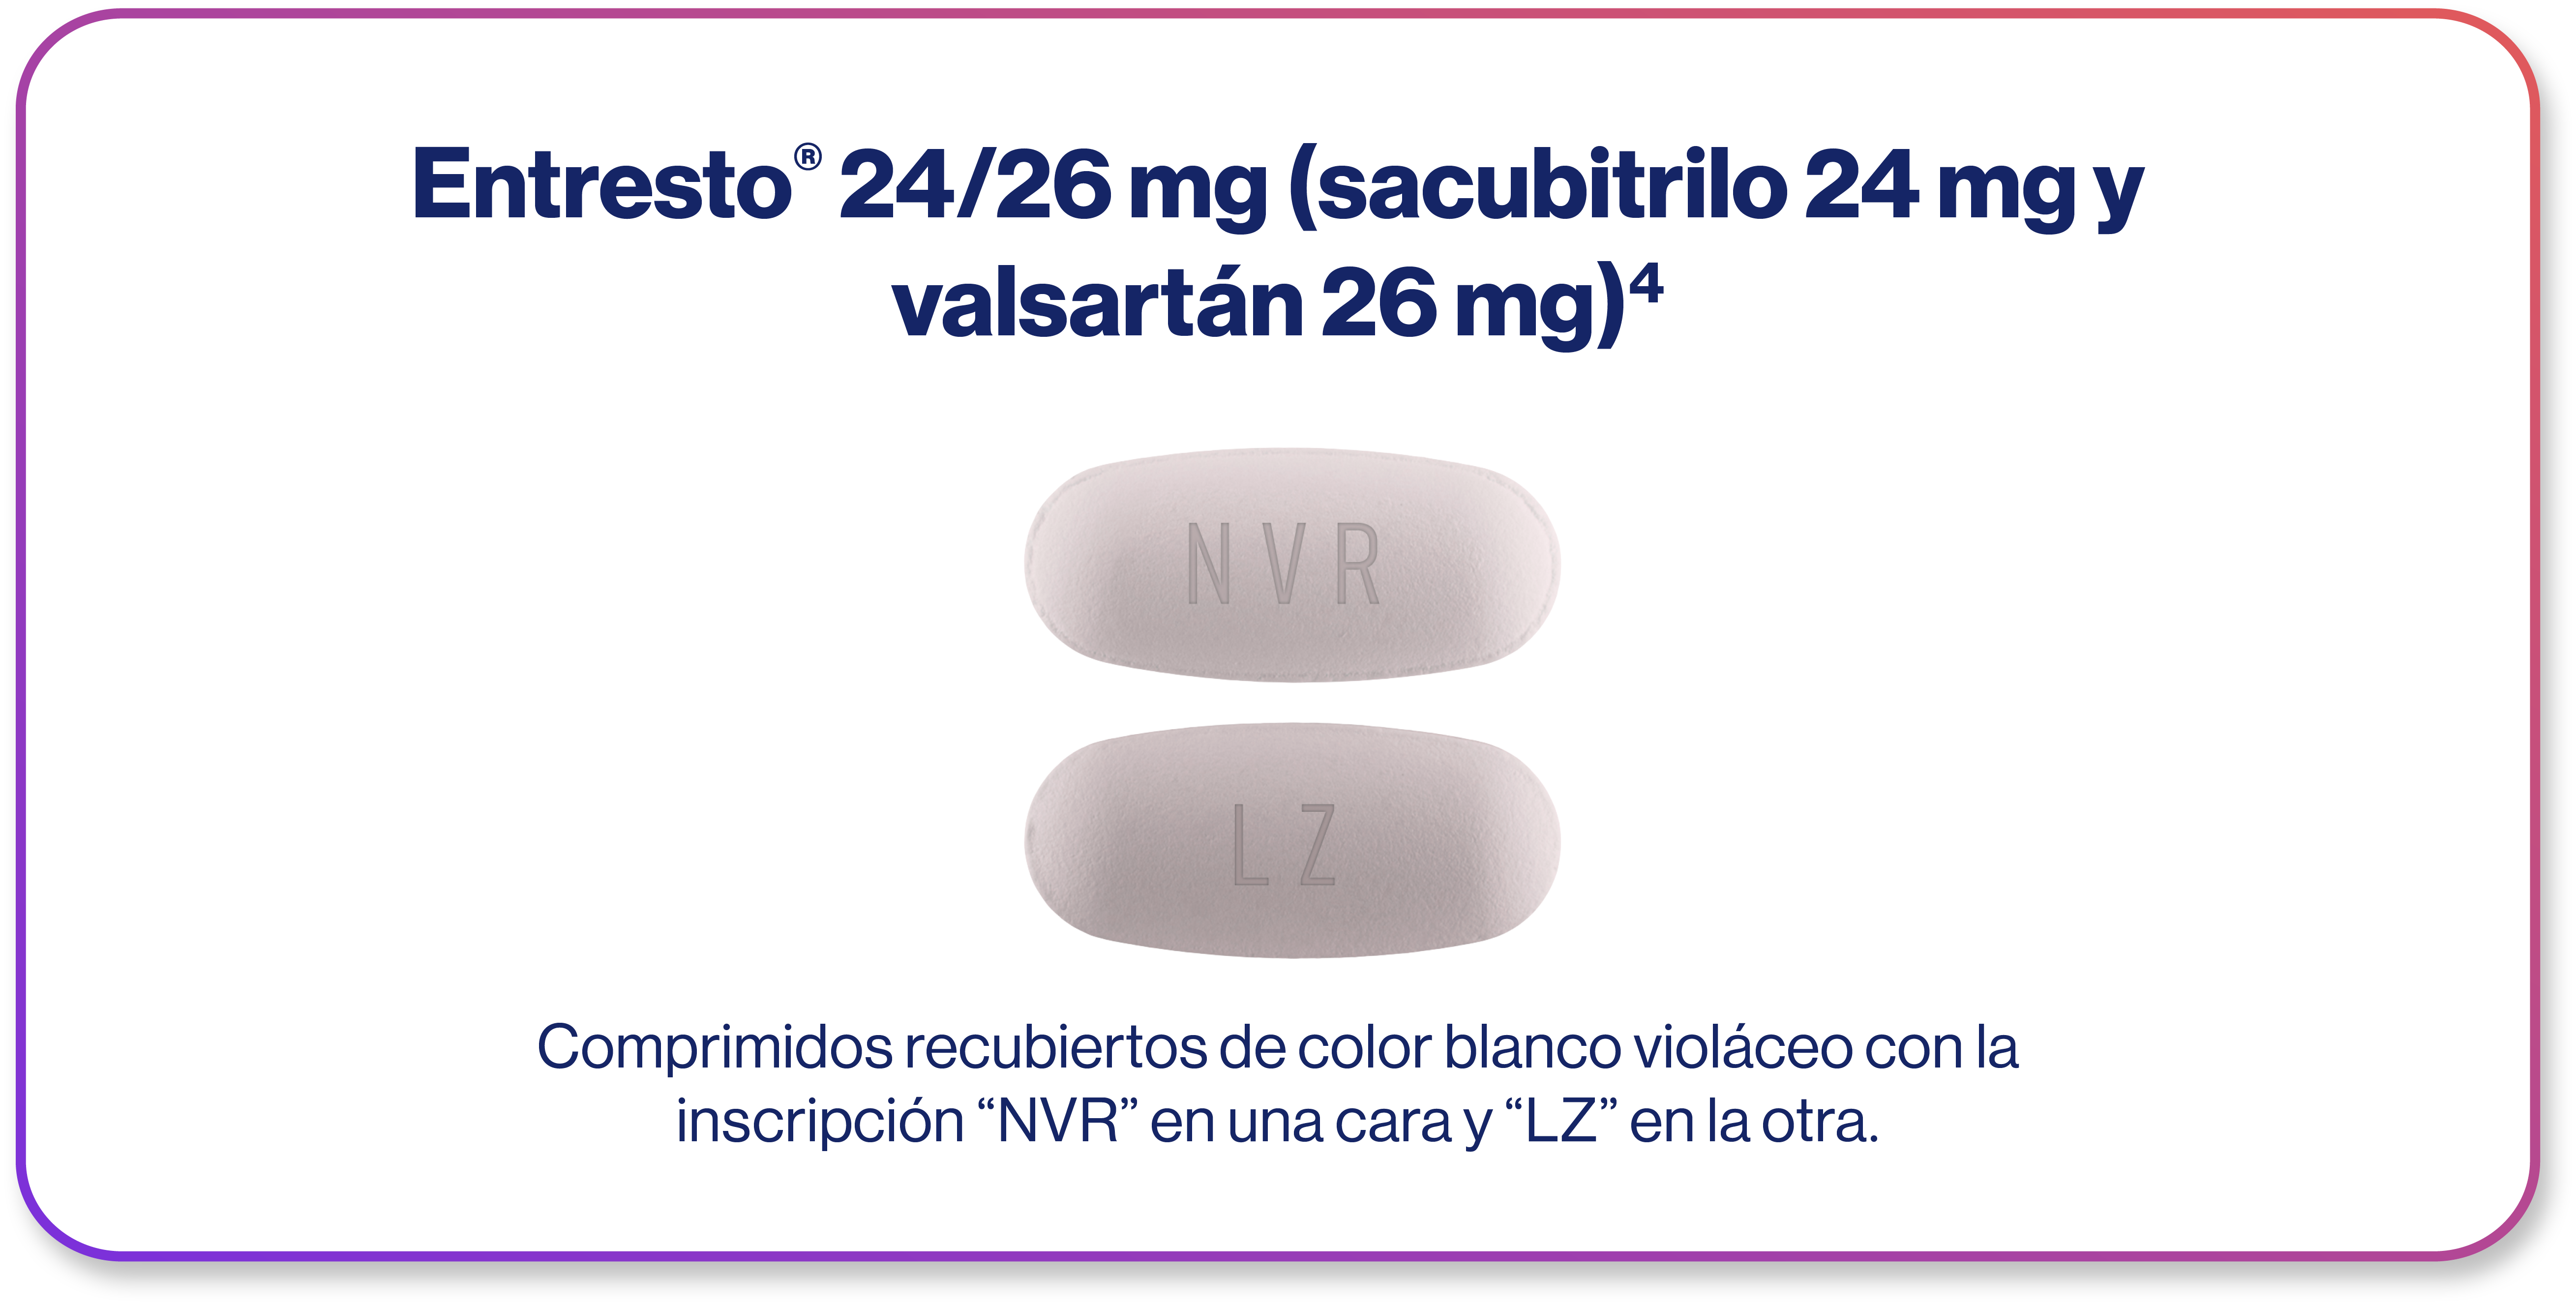 Entresto® 24/26 mg (sacubitrilo 24 mg y
valsartán 26 mg)⁴
NVR
LZ
Comprimidos recubiertos de color blanco violáceo con la
inscripción “NVR” en una cara y “LZ” en la otra.